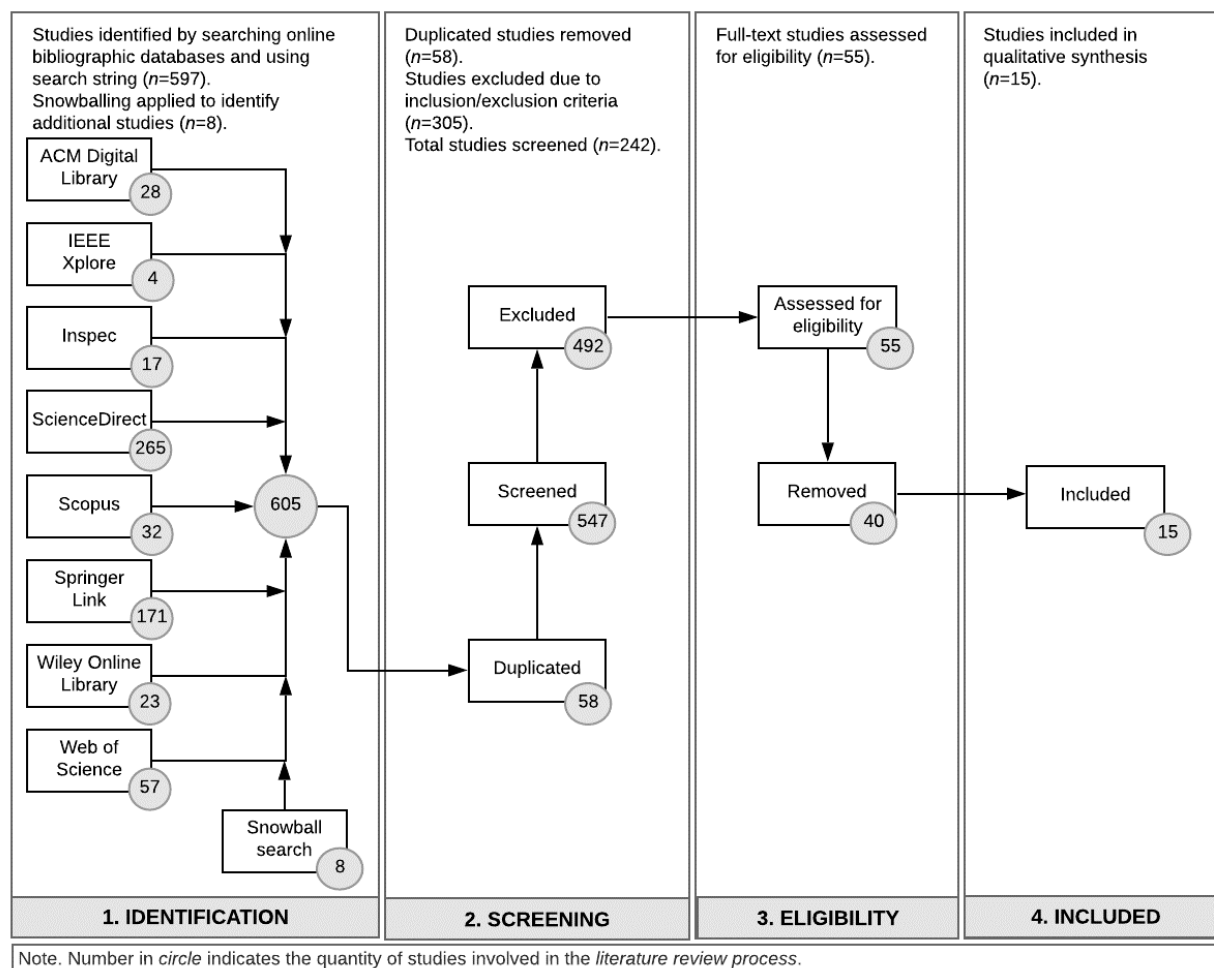 Studies identified by searching online
bibliographic databases and using
search string (n=597).
Snowballing applied to identify
additional studies (n=8).
ACM Digital
Library
28
IEEE
Xplore
4
Inspec
17
ScienceDirect
265
Scopus
32
605
Springer
Link
171
Wiley Online
Library
23
Web of
Science
57
Snowball
search
8
1. IDENTIFICATION
Duplicated studies removed
(n=58).
Studies excluded due to
inclusion/exclusion criteria
(n=305).
Total studies screened (n=242).
Excluded
492
Screened
547
Duplicated
58
2. SCREENING
Full-text studies assessed
for eligibility (n=55).
Assessed for
eligibility
55
Removed
40
3. ELIGIBILITY
Studies included in
qualitative synthesis
(n=15).
Included
15
4. INCLUDED
Note. Number in circle indicates the quantity of studies involved in the literature review process.